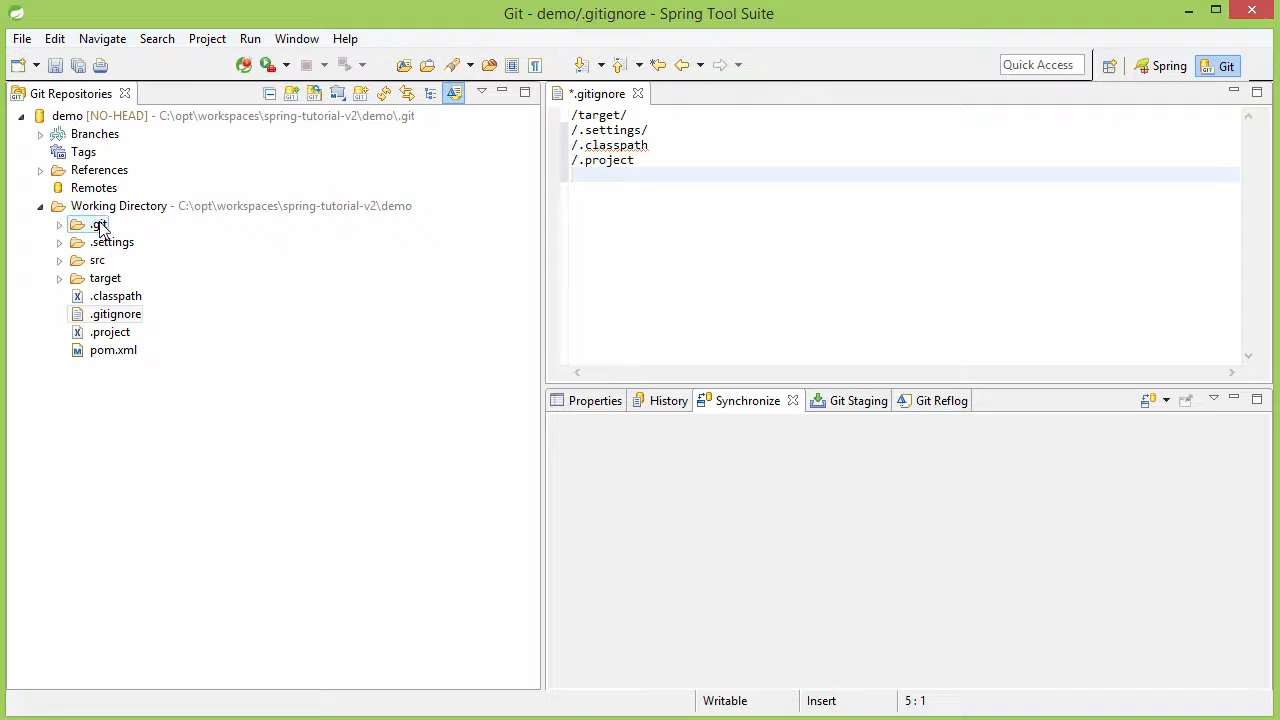 Git - demo/.gitignore - Spring Tool Suite
File Edit Navigate Search Project Run Window Help
Quick Access
Spring
Git
Git Repositories
demo [NO-HEAD] - C:\opt\workspaces\spring-tutorial-v2\demo\.git
Branches
Tags
References
Remotes
Working Directory - C:\opt\workspaces\spring-tutorial-v2\demo
.git
.settings
src
target
.classpath
.gitignore
.project
pom.xml
*.gitignore
/target/
/.settings/
/.classpath
/.project
Properties History Synchronize Git Staging Git Reflog
Writable Insert 5 : 1